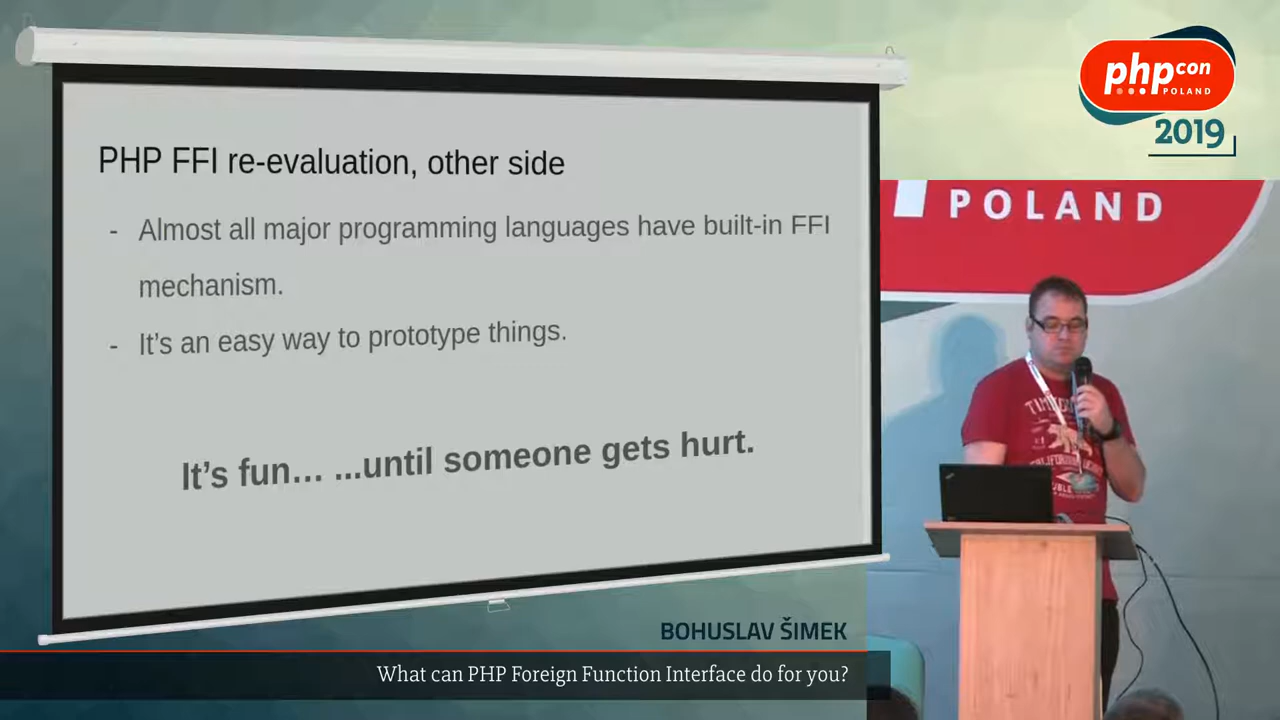 PHP FFI re-evaluation, other side
- Almost all major programming languages have built-in FFI
mechanism.
- It's an easy way to prototype things.
It's fun... ...until someone gets hurt.
phpcon
POLAND
2019
POLAND
BOHUSLAV ŠIMEK
What can PHP Foreign Function Interface do for you?